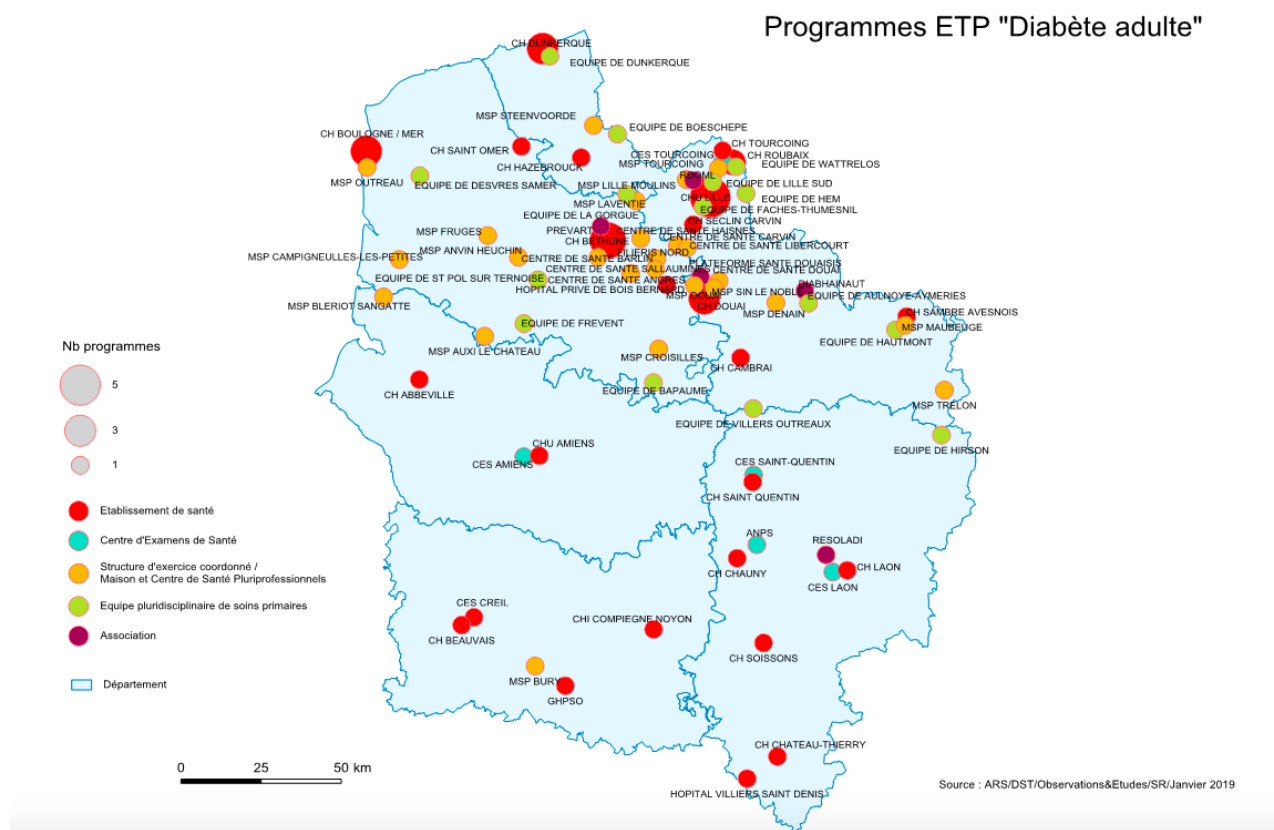 Programmes ETP "Diabète adulte"
CH DUNKERQUE
EQUIPE DE DUNKERQUE
MSP STEENVOORDE
EQUIPE DE BOESCHEPE
CH BOULOGNE / MER
CH SAINT OMER
CH HAZEBROUCK
CH TOURCOING
CES TOURCOING
CH ROUBAIX
MSP TOURCOING
EQUIPE DE WATTRELOS
RDOML
MSP OUTREAU
EQUIPE DE DESVRES SAMER
MSP LILLE MOULINS
EQUIPE DE LILLE SUD
CHU LILLE
EQUIPE DE HEM
MSP LAVENTIE
EQUIPE DE FACHES-THUMESNIL
EQUIPE DE LA GORGUE
CH SECLIN CARVIN
PREVART
CENTRE DE SANTE HAISNES
MSP FRUGES
CH BETHUNE
CENTRE DE SANTE CARVIN
CENTRE DE SANTE LIBERCOURT
MSP ANVIN HEUCHIN
FILIERIS NORD
MSP CAMPIGNEULLES-LES-PETITES
CENTRE DE SANTE BARLIN
PLATEFORME SANTE DOUAISIS
CENTRE DE SANTE SALLAUMINES
CENTRE DE SANTE DOUAI
EQUIPE DE ST POL SUR TERNOISE
CENTRE DE SANTE ANGRES
HOPITAL PRIVE DE BOIS BERNARD
DIABHAINAUT
MSP DOUAI
MSP SIN LE NOBLE
EQUIPE DE AULNOYE-AYMERIES
MSP BLERIOT SANGATTE
CH DOUAI
MSP DENAIN
CH SAMBRE AVESNOIS
EQUIPE DE FREVENT
MSP MAUBEUGE
EQUIPE DE HAUTMONT
MSP AUXI LE CHATEAU
MSP CROISILLES
CH CAMBRAI
CH ABBEVILLE
EQUIPE DE BAPAUME
MSP TRELON
EQUIPE DE VILLERS OUTREAUX
CHU AMIENS
EQUIPE DE HIRSON
CES AMIENS
CES SAINT-QUENTIN
CH SAINT QUENTIN
ANPS
RESOLADI
CH CHAUNY
CH LAON
CES LAON
CES CREIL
CHI COMPIEGNE NOYON
CH BEAUVAIS
CH SOISSONS
MSP BURY
GHPSO
CH CHATEAU-THIERRY
HOPITAL VILLIERS SAINT DENIS
Nb programmes
5
3
1
Etablissement de santé
Centre d'Examens de Santé
Structure d'exercice coordonné /
Maison et Centre de Santé Pluriprofessionnels
Equipe pluridisciplinaire de soins primaires
Association
Département
0 25 50 km
Source : ARS/DST/Observations&Etudes/SR/Janvier 2019